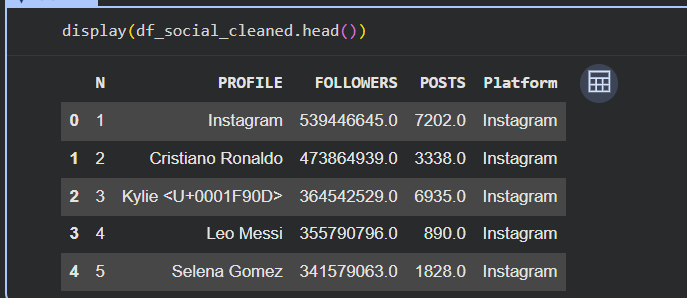 display(df_social_cleaned.head())
N PROFILE FOLLOWERS POSTS Platform
0 1 Instagram 539446645.0 7202.0 Instagram
1 2 Cristiano Ronaldo 473864939.0 3338.0 Instagram
2 3 Kylie <U+0001F90D> 364542529.0 6935.0 Instagram
3 4 Leo Messi 355790796.0 890.0 Instagram
4 5 Selena Gomez 341579063.0 1828.0 Instagram